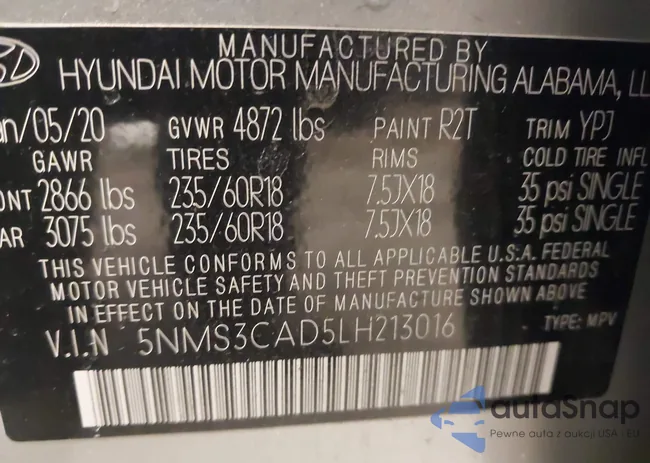 MANUFACTURED BY
HYUNDAI MOTOR MANUFACTURING ALABAMA, LL
an/05/20 GVWR 4872 lbs PAINT R2T TRIM YPJ
GAWR TIRES RIMS COLD TIRE INFL
ONT 2866 lbs 235/60R18 7.5JX18 35 psi SINGLE
AR 3075 lbs 235/60R18 7.5JX18 35 psi SINGLE
THIS VEHICLE CONFORMS TO ALL APPLICABLE U.S.A. FEDERAL
MOTOR VEHICLE SAFETY AND THEFT PREVENTION STANDARDS
IN EFFECT ON THE DATE OF MANUFACTURE SHOWN ABOVE
V.I.N 5NMS3CAD5LH213016 TYPE: MPV
autoSnap
Pewne auta z aukcji USA - EU